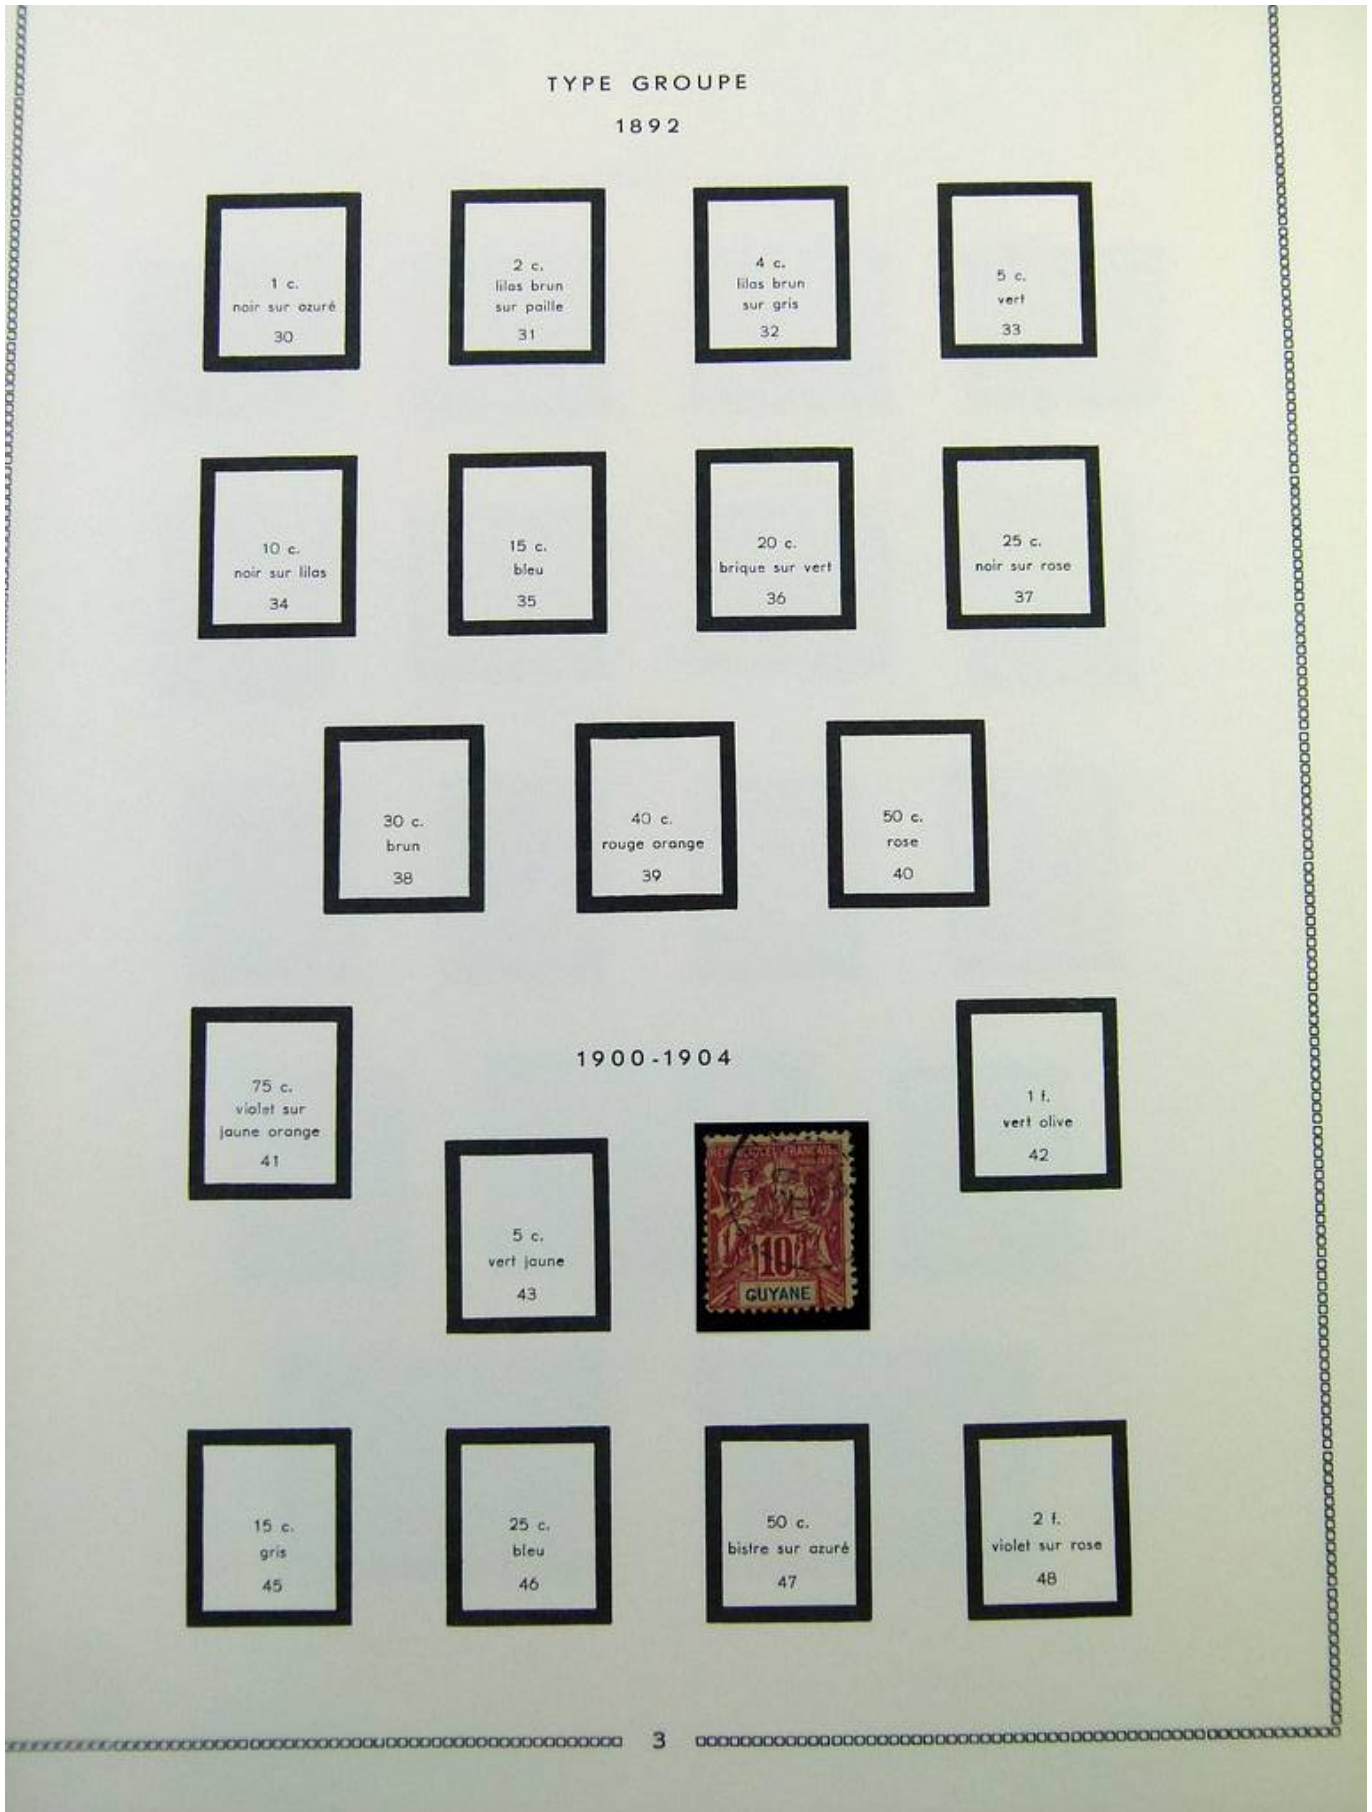 TYPE GROUPE
1892
1 c.
noir sur azuré
30
2 c.
lilas brun
sur paille
31
4 c.
lilas brun
sur gris
32
5 c.
vert
33
10 c.
noir sur lilas
34
15 c.
bleu
35
20 c.
brique sur vert
36
25 c.
noir sur rose
37
30 c.
brun
38
40 c.
rouge orange
39
50 c.
rose
40
75 c.
violet sur
jaune orange
41
1900-1904
1 f.
vert olive
42
5 c.
vert jaune
43
REPUBLIQUE FRANCAISE
10
GUYANE
15 c.
gris
45
25 c.
bleu
46
50 c.
bistre sur azuré
47
2 f.
violet sur rose
48
3